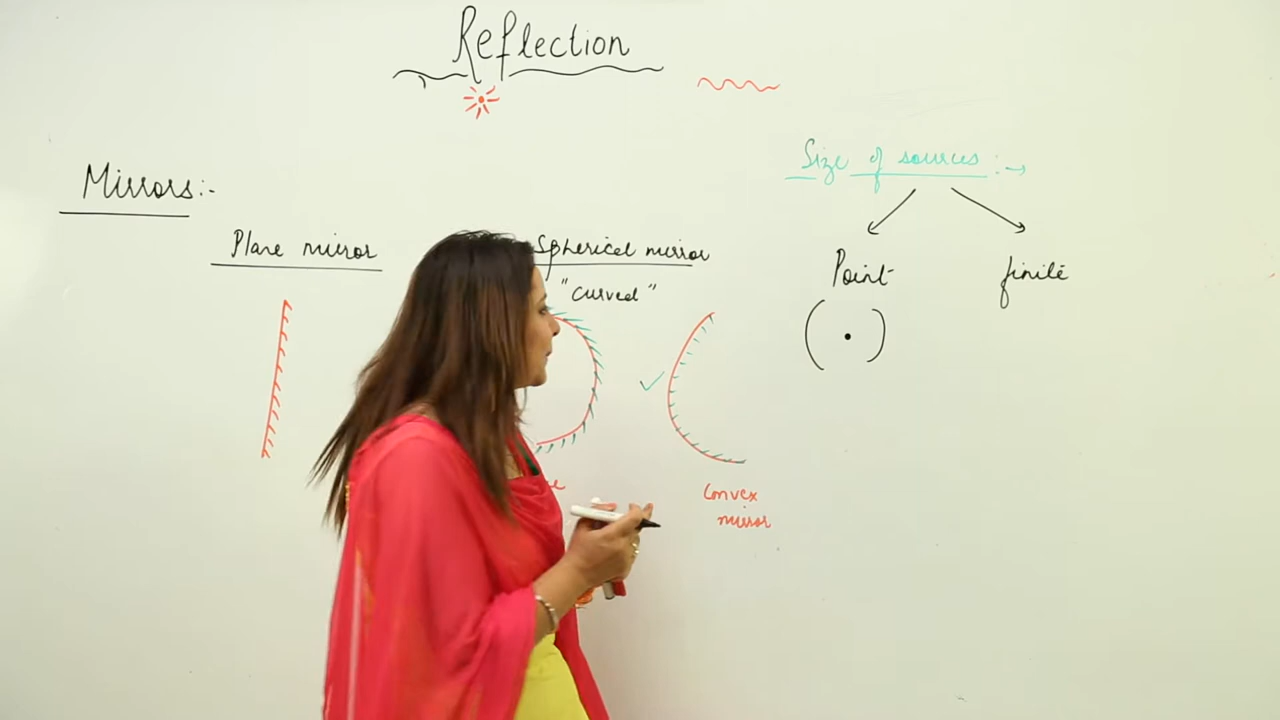 Reflection
Mirrors:-
Plane mirror
Spherical mirror
"curved"
Convex
mirror
Size of sources:→
Point
finite